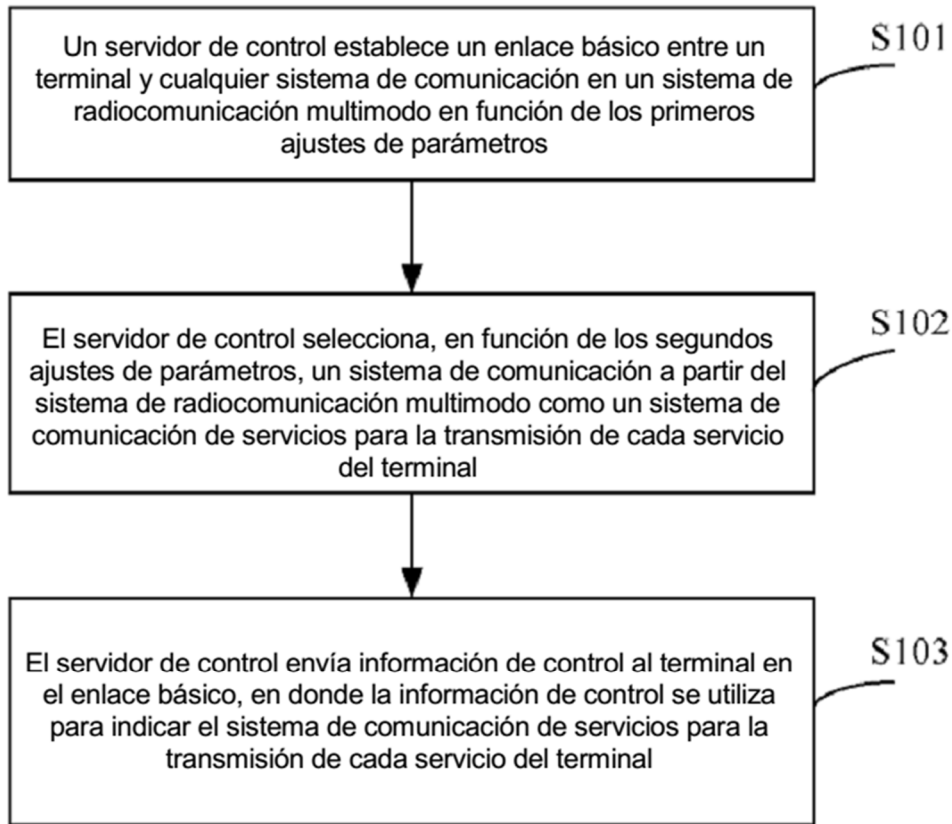 Un servidor de control establece un enlace básico entre un
terminal y cualquier sistema de comunicación en un sistema de
radiocomunicación multimodo en función de los primeros
ajustes de parámetros
S101
El servidor de control selecciona, en función de los segundos
ajustes de parámetros, un sistema de comunicación a partir del
sistema de radiocomunicación multimodo como un sistema de
comunicación de servicios para la transmisión de cada servicio
del terminal
S102
El servidor de control envía información de control al terminal en
el enlace básico, en donde la información de control se utiliza
para indicar el sistema de comunicación de servicios para la
transmisión de cada servicio del terminal
S103